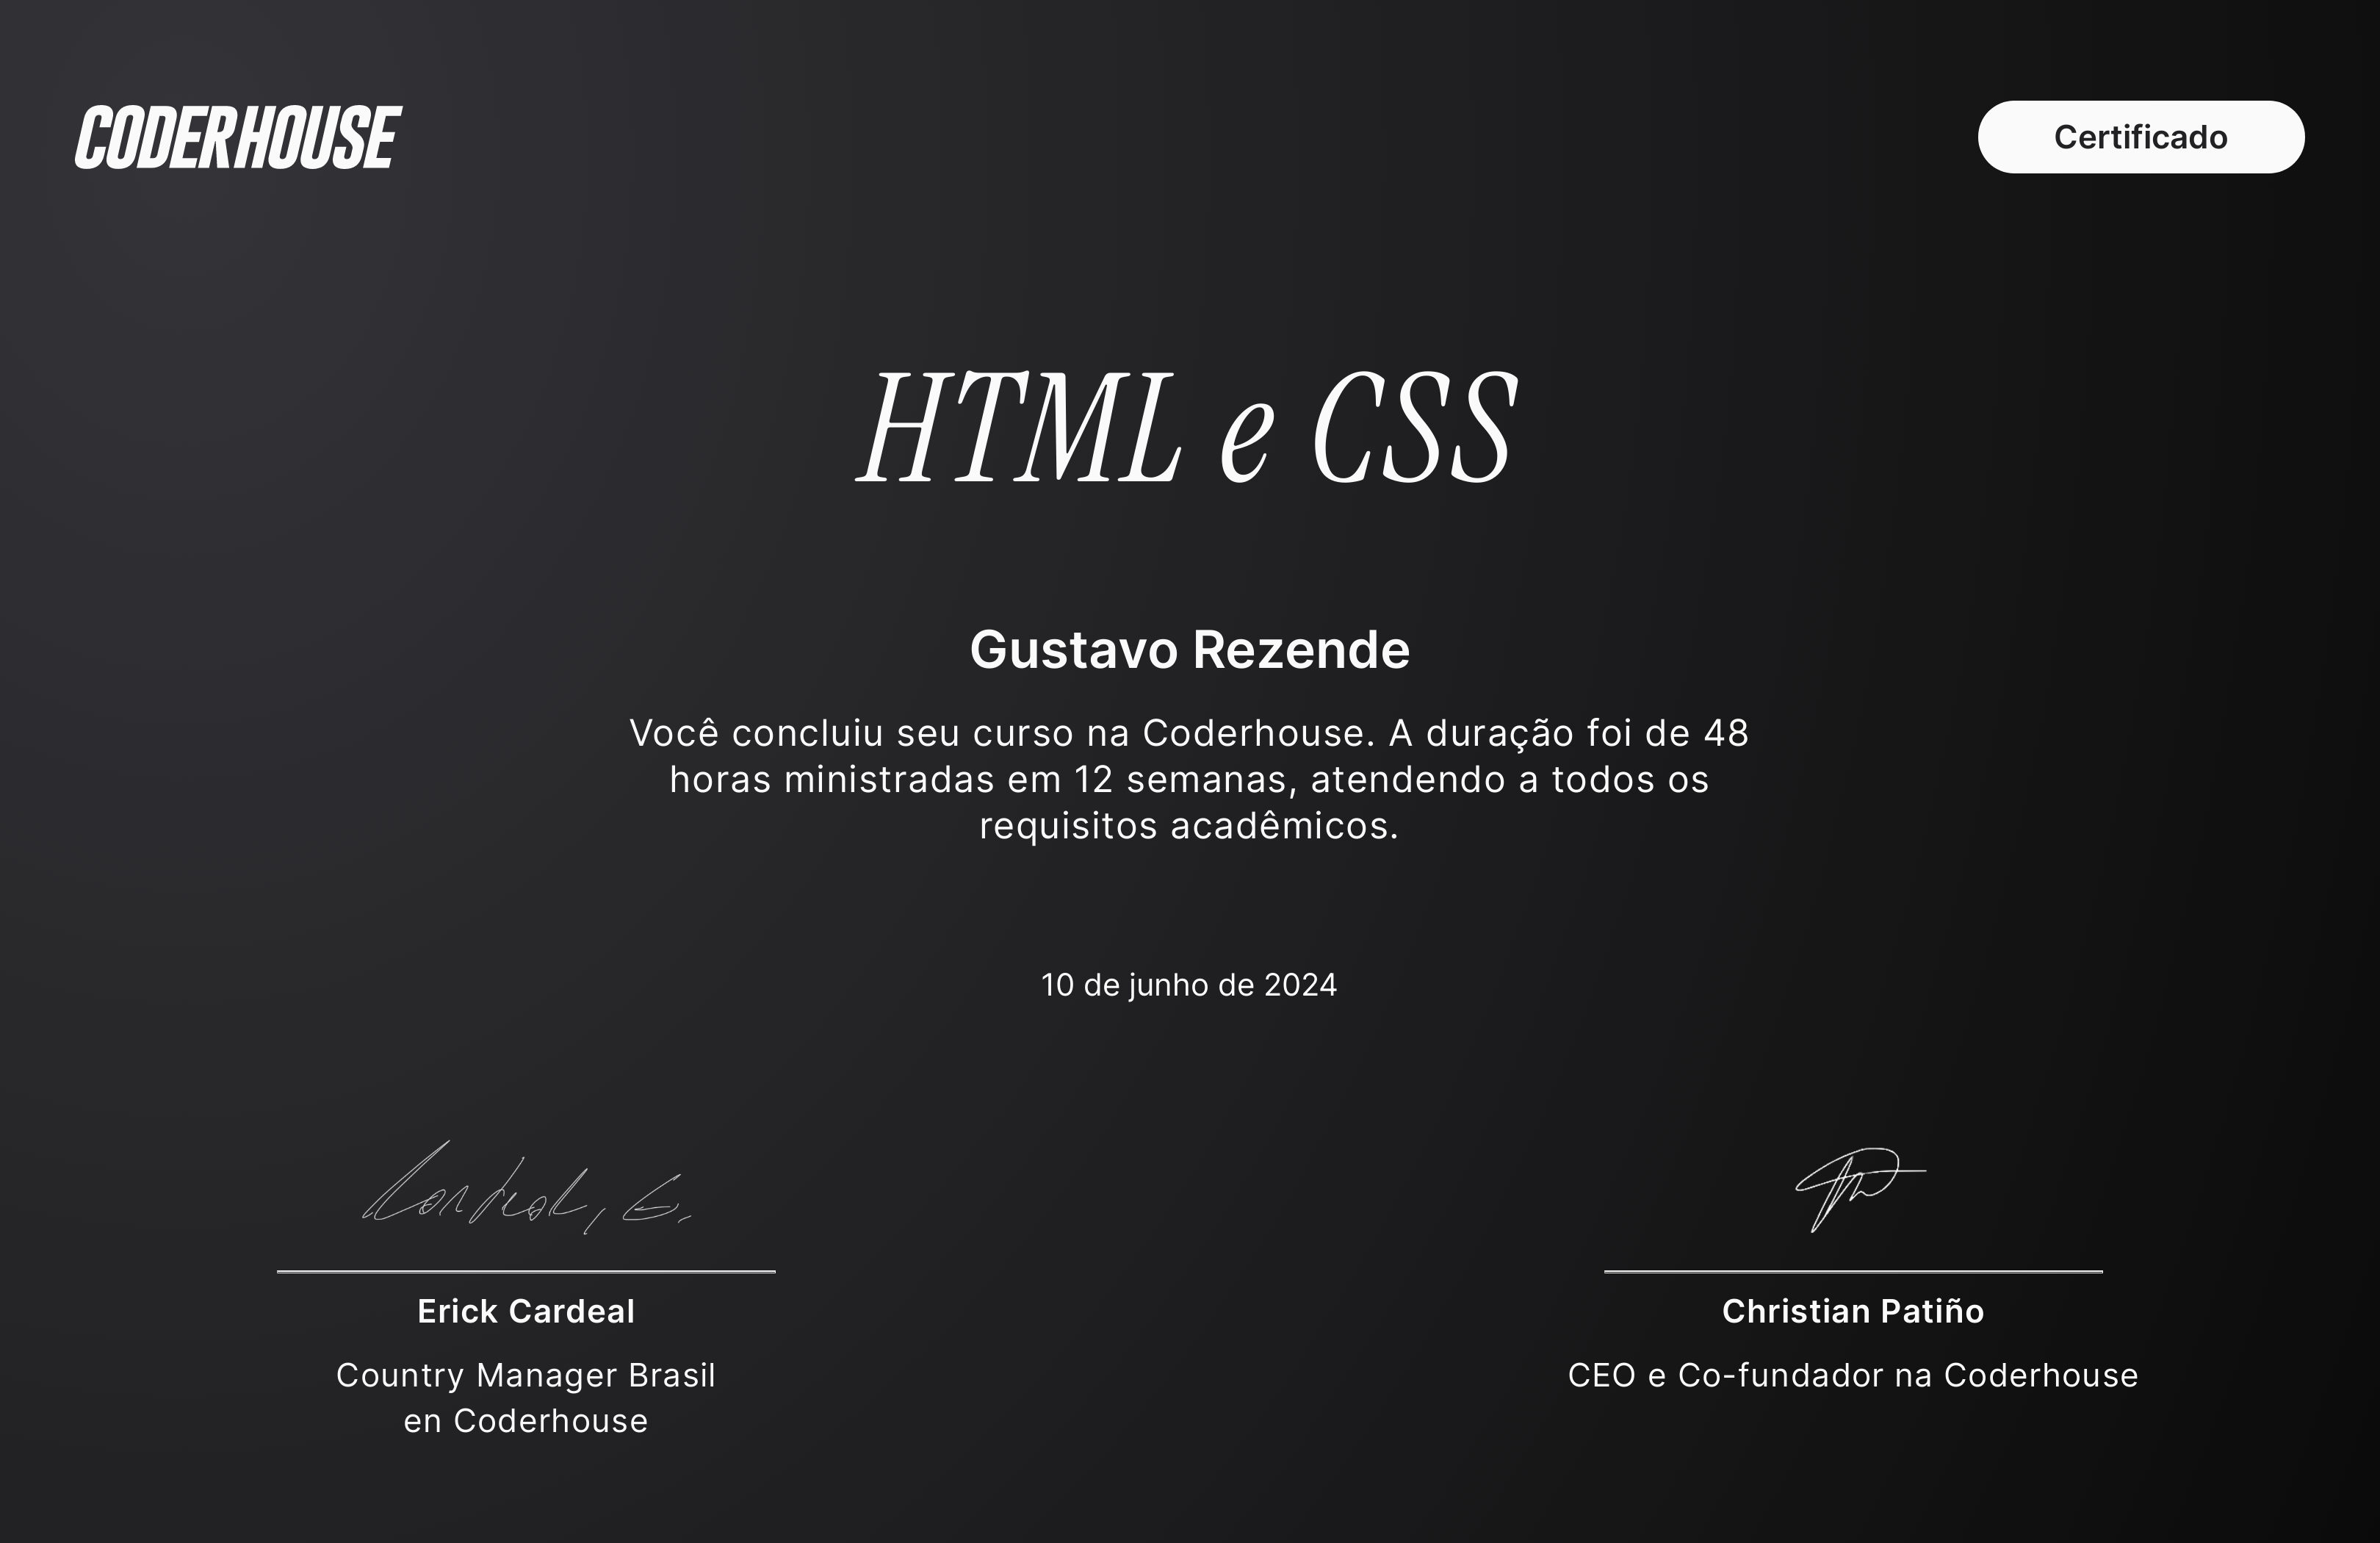 CODERHOUSE
Certificado
HTML e CSS
Gustavo Rezende
Você concluiu seu curso na Coderhouse. A duração foi de 48
horas ministradas em 12 semanas, atendendo a todos os
requisitos acadêmicos.
10 de junho de 2024
Cardeal, E.
Erick Cardeal
Country Manager Brasil
en Coderhouse
Christian Patiño
CEO e Co-fundador na Coderhouse